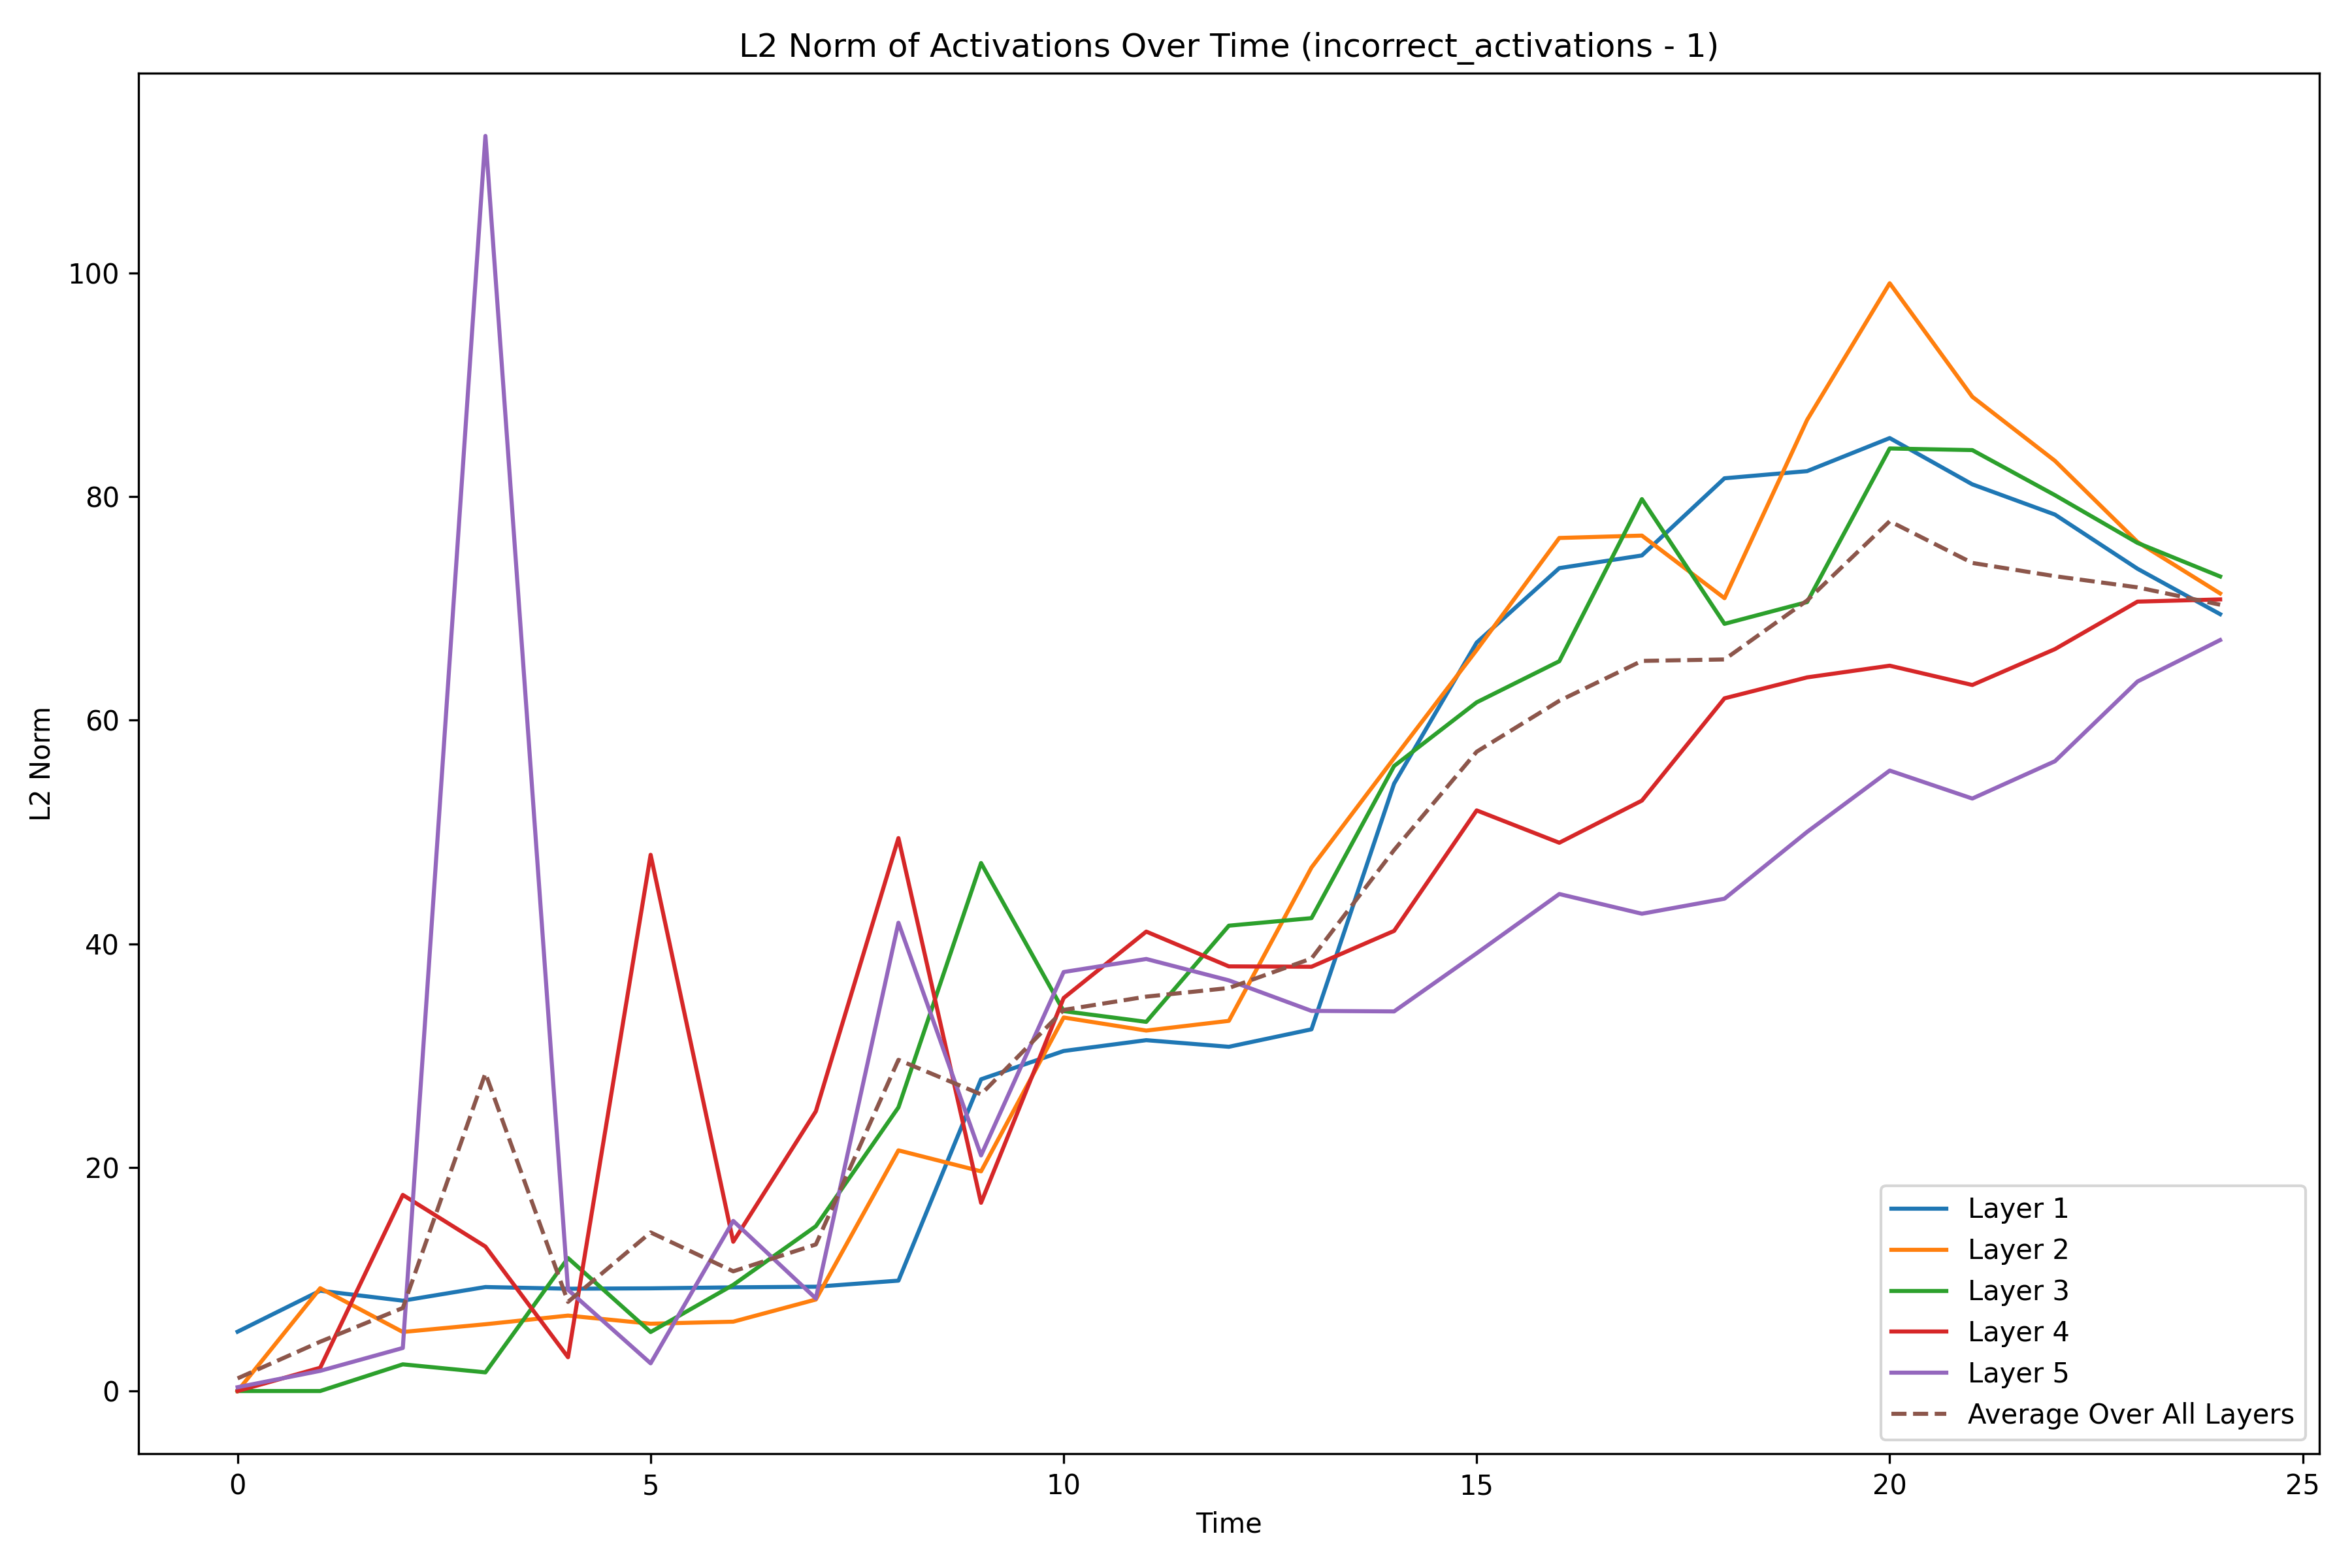 L2 Norm of Activations Over Time (incorrect_activations - 1)
100
80
60
40
20
0
L2 Norm
0 5 10 15 20 25
Time
Layer 1
Layer 2
Layer 3
Layer 4
Layer 5
Average Over All Layers